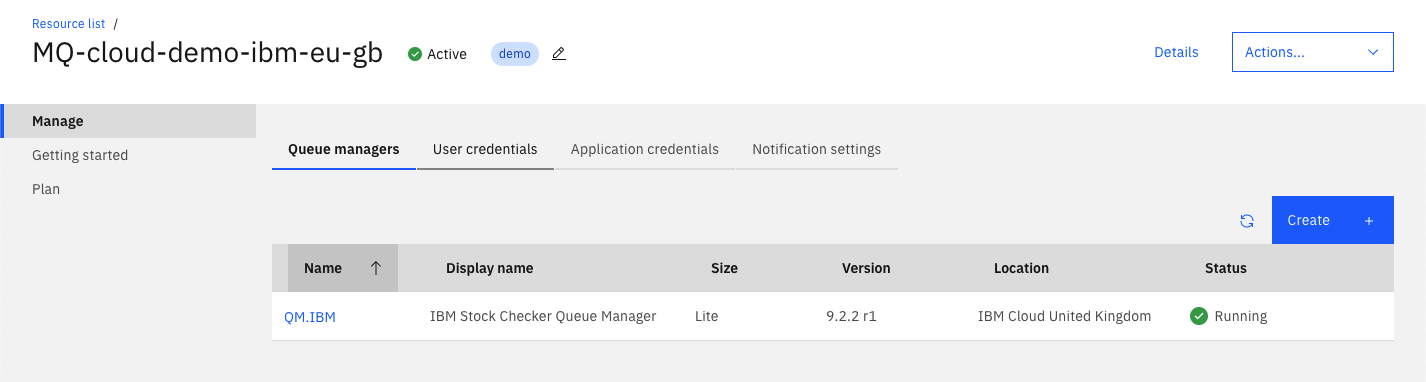 Resource list /
MQ-cloud-demo-ibm-eu-gb Active demo
Details Actions...
Manage
Getting started
Plan
Queue managers User credentials Application credentials Notification settings
Create +
Name Display name Size Version Location Status
QM.IBM IBM Stock Checker Queue Manager Lite 9.2.2 r1 IBM Cloud United Kingdom Running